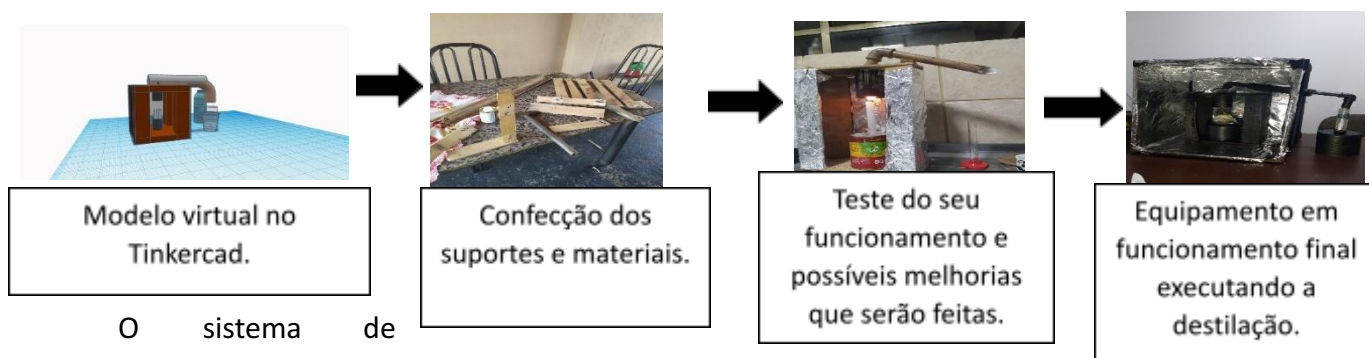 Modelo virtual no
Tinkercad.
Confecção dos
suportes e materiais.
Teste do seu
funcionamento e
possíveis melhorias
que serão feitas.
Equipamento em
funcionamento final
executando a
destilação.
O sistema de